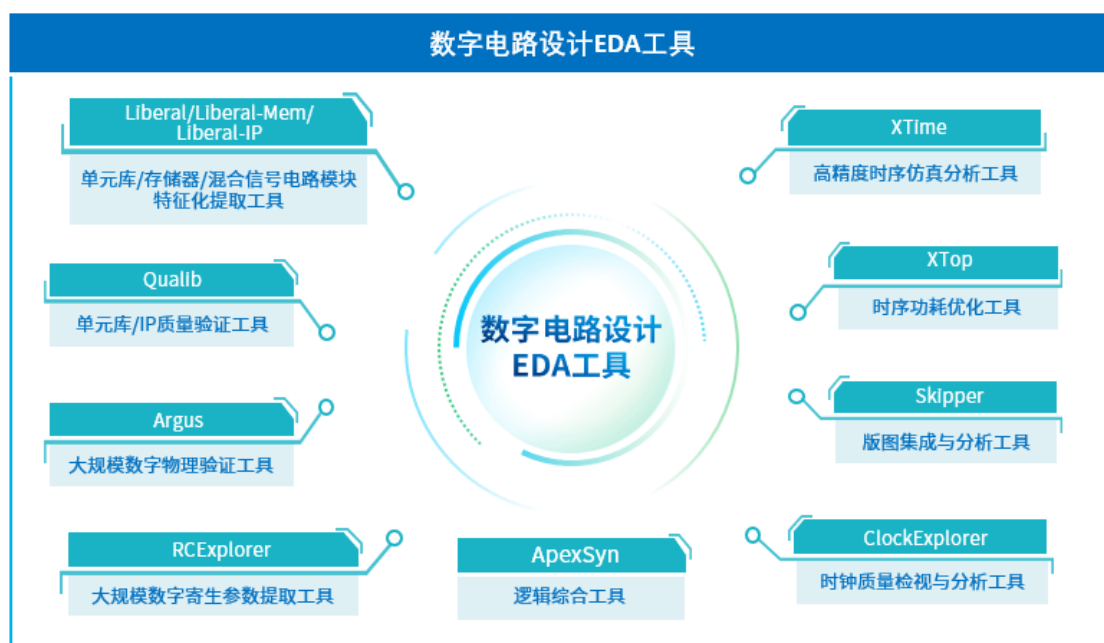 数字电路设计EDA工具
Liberal/Liberal-Mem/
Liberal-IP
单元库/存储器/混合信号电路模块
特征化提取工具
Qualib
单元库/IP质量验证工具
Argus
大规模数字物理验证工具
RCExplorer
大规模数字寄生参数提取工具
数字电路设计
EDA工具
ApexSyn
逻辑综合工具
XTime
高精度时序仿真分析工具
XTop
时序功耗优化工具
Skipper
版图集成与分析工具
ClockExplorer
时钟质量检视与分析工具